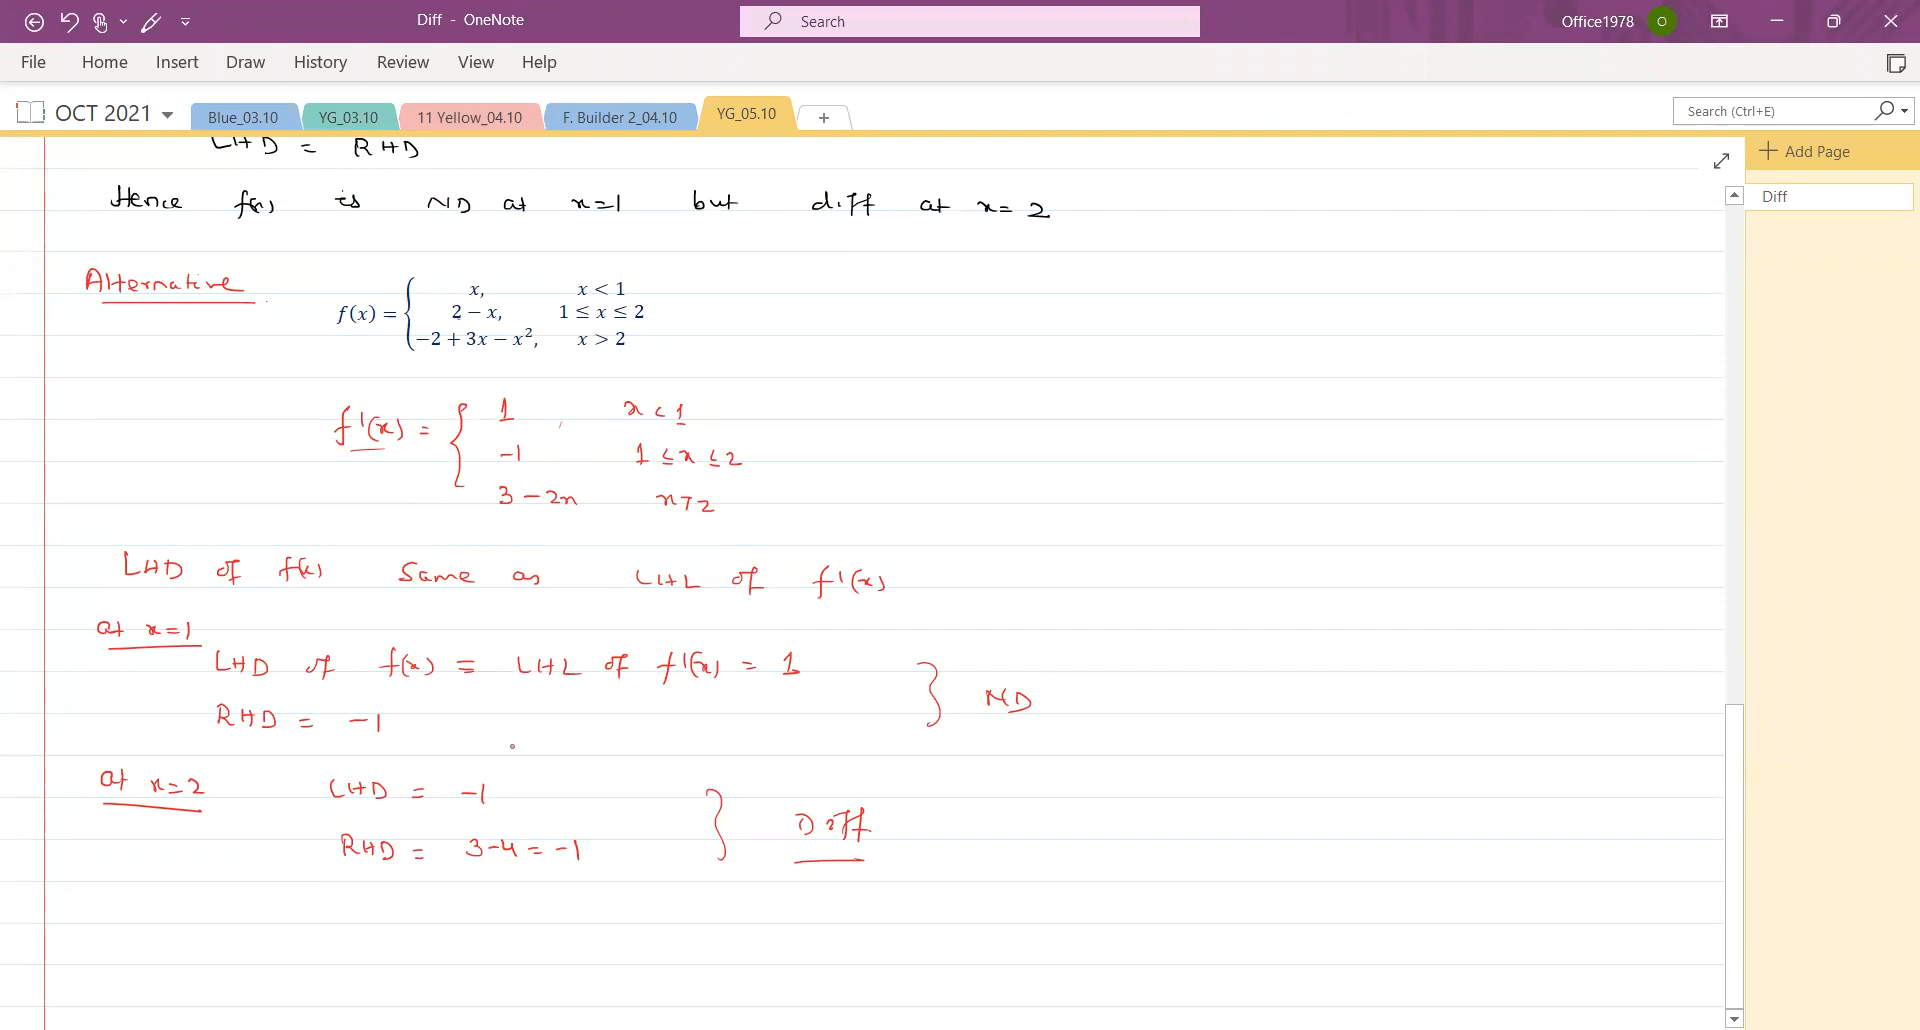 Diff - OneNote
Search
Office1978
O
File Home Insert Draw History Review View Help
OCT 2021
Blue_03.10
YG_03.10
11 Yellow_04.10
F. Builder 2_04.10
YG_05.10
+
Search (Ctrl+E)
Add Page
Diff
LHD = RHD
Hence f(x) is ND at x=1 but diff at x=2
Alternative
f(x) = { x, x < 1
2 − x, 1 ≤ x ≤ 2
−2 + 3x − x², x > 2
f'(x) = { 1 , x < 1
-1 1 ≤ x ≤ 2
3 - 2x x > 2
LHD of f(x) Same as LHL of f'(x)
at x=1
LHD of f(x) = LHL of f'(x) = 1
RHD = -1
} ND
at x=2 LHD = -1
RHD = 3-4 = -1
} Diff